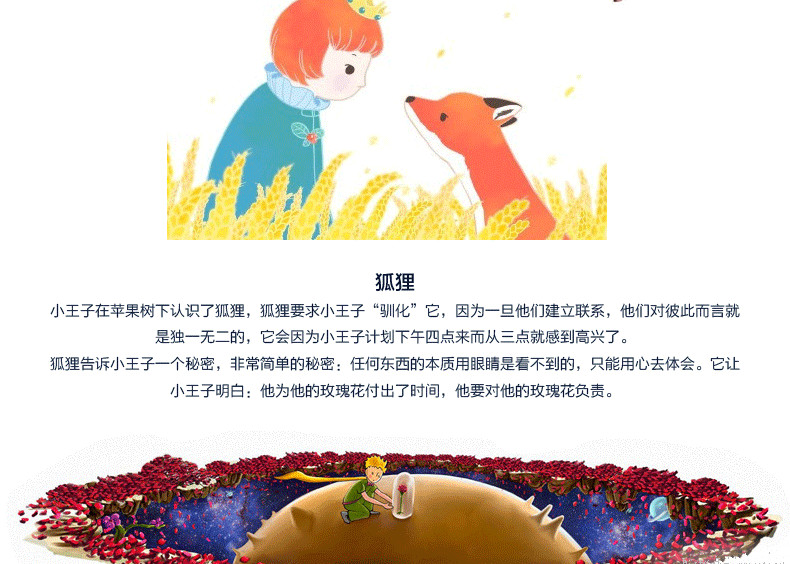 狐狸
小王子在苹果树下认识了狐狸，狐狸要求小王子“驯化”它，因为一旦他们建立联系，他们对彼此而言就
是独一无二的，它会因为小王子计划下午四点来而从三点就感到高兴了。
狐狸告诉小王子一个秘密，非常简单的秘密：任何东西的本质用眼睛是看不到的，只能用心去体会。它让
小王子明白：他为他的玫瑰花付出了时间，他要对他的玫瑰花负责。